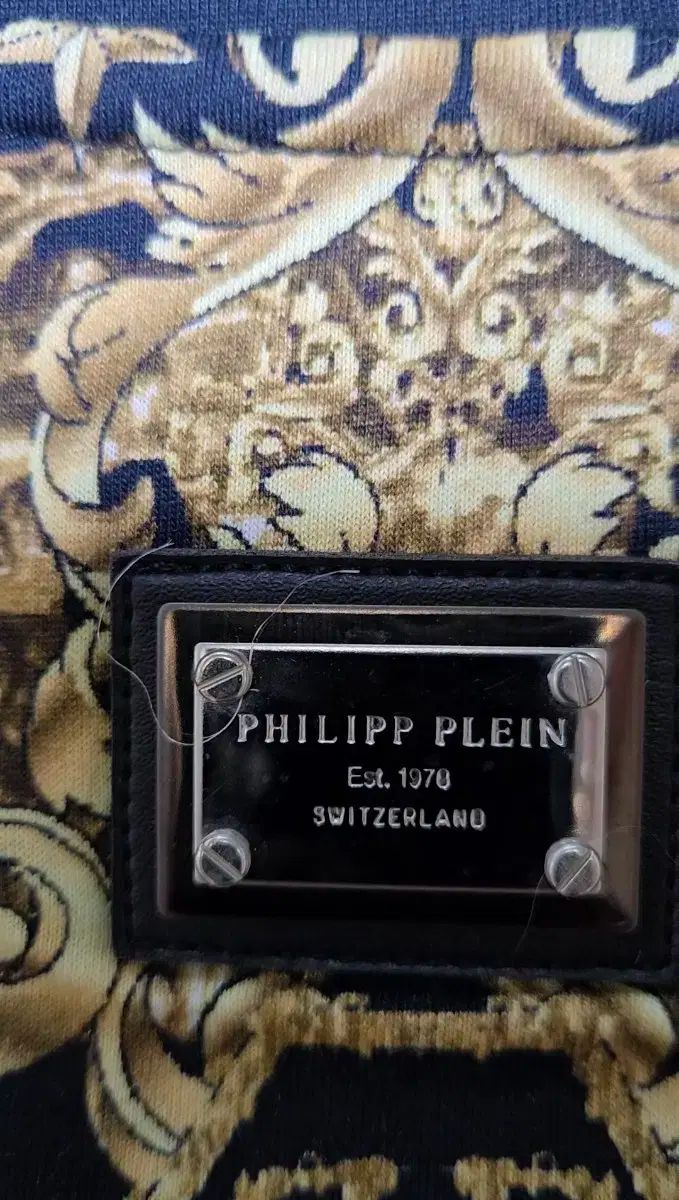 PHILIPP PLEIN
Est. 1978
SWITZERLAND